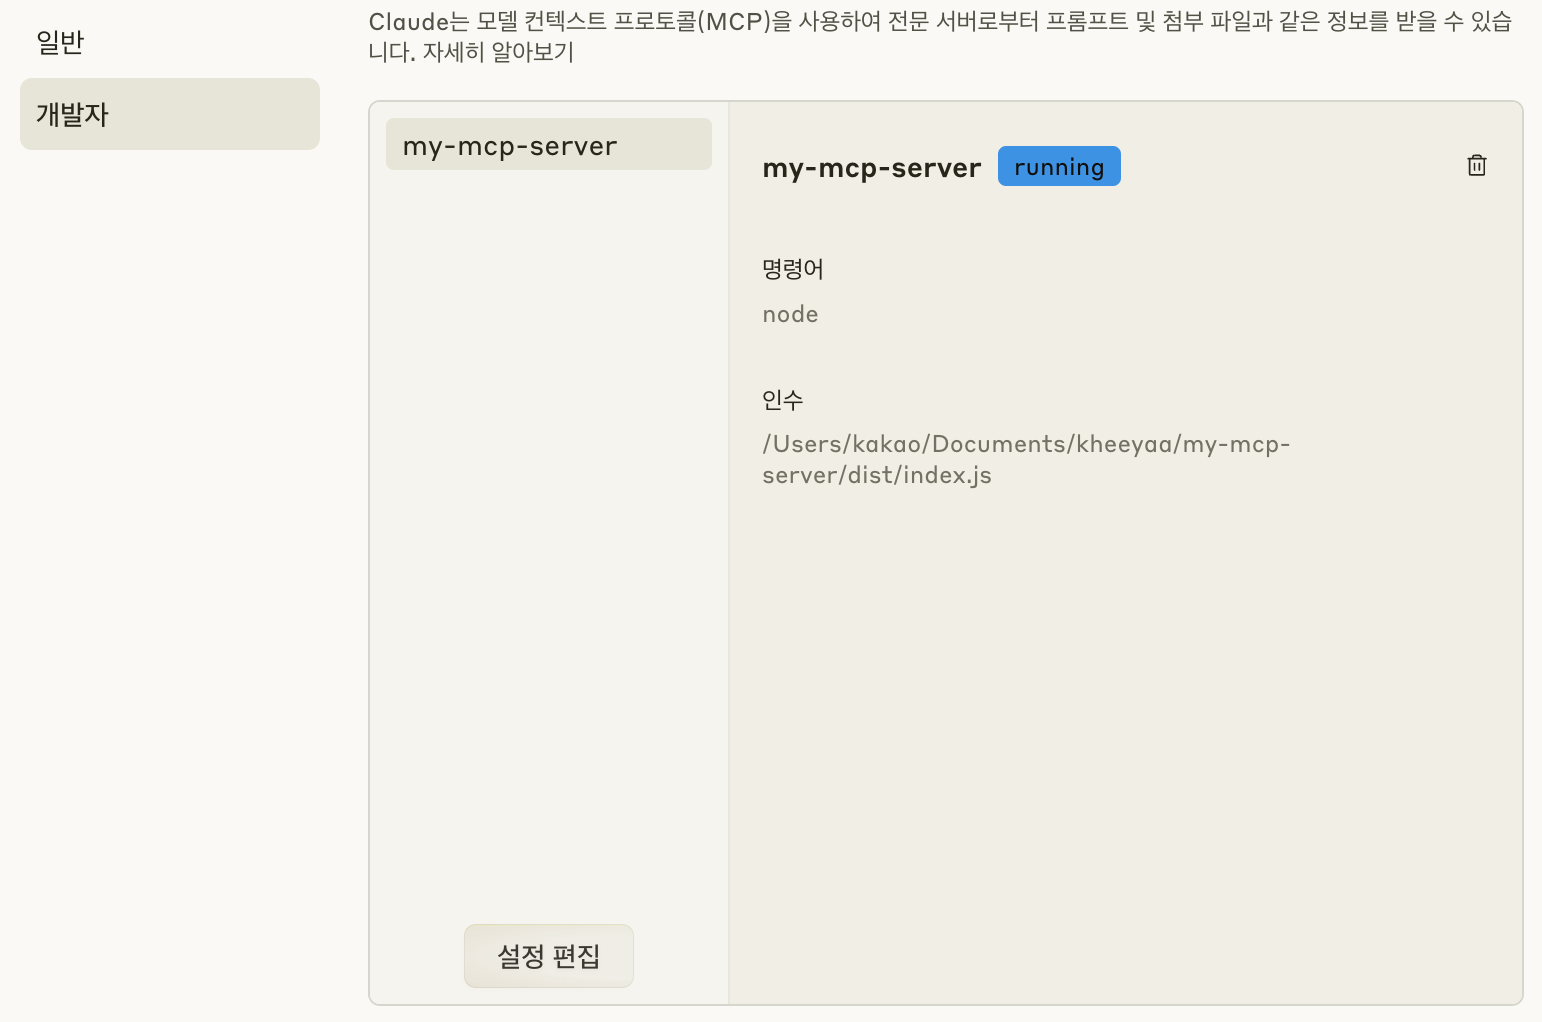 일반
개발자
Claude는 모델 컨텍스트 프로토콜(MCP)을 사용하여 전문 서버로부터 프롬프트 및 첨부 파일과 같은 정보를 받을 수 있습
니다. 자세히 알아보기
my-mcp-server
설정 편집
my-mcp-server running
명령어
node
인수
/Users/kakao/Documents/kheeyaa/my-mcp-
server/dist/index.js